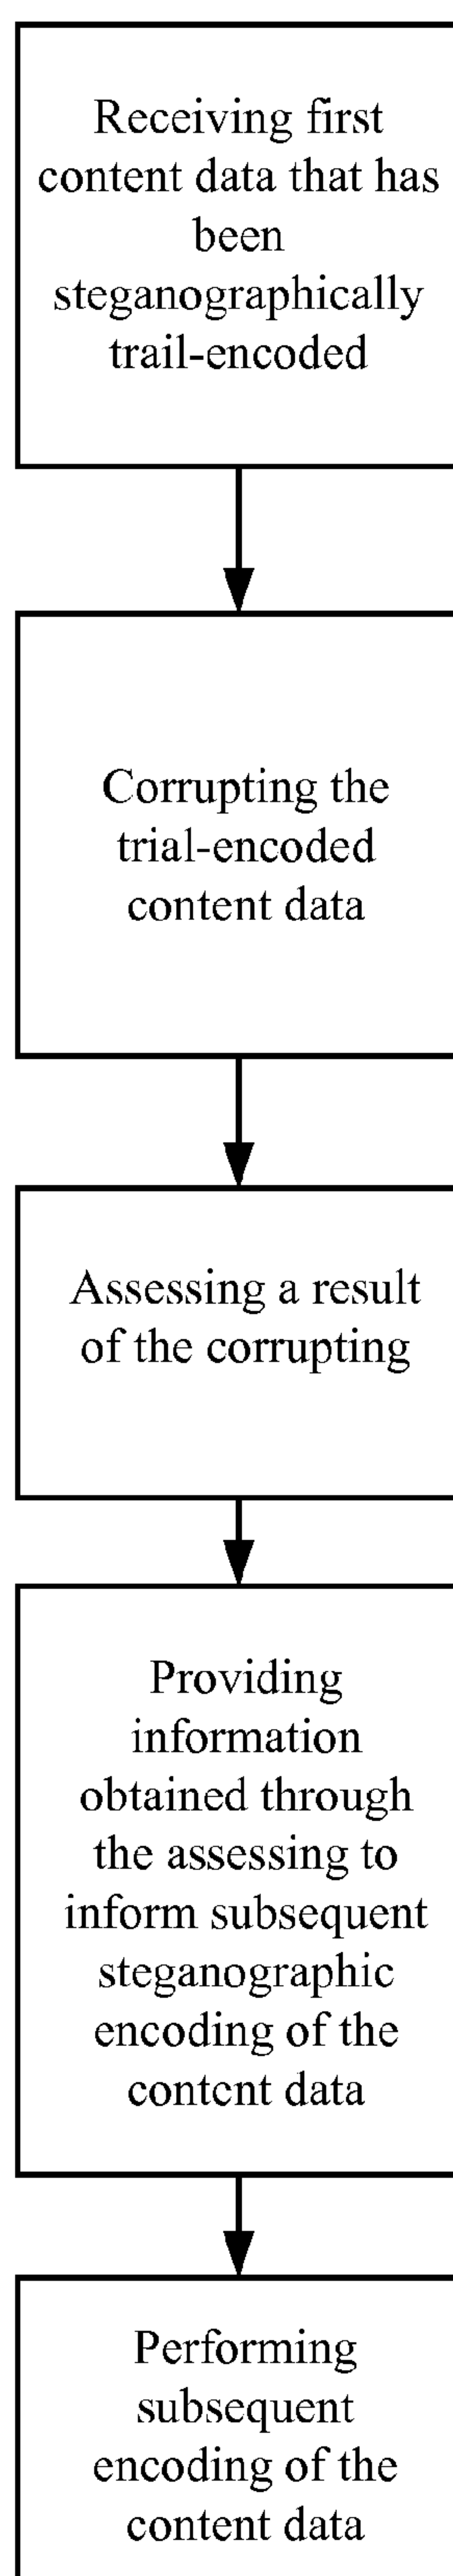 Receiving first
content data that has
been
steganographically
trail-encoded
Corrupting the
trial-encoded
content data
Assessing a result
of the corrupting
Providing
information
obtained through
the assessing to
inform subsequent
steganographic
encoding of the
content data
Performing
subsequent
encoding of the
content data